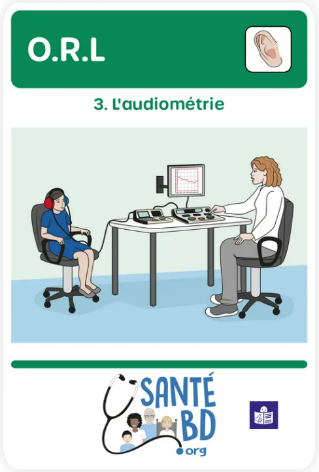 O.R.L
3. L'audiométrie
SANTÉ
BD
.org